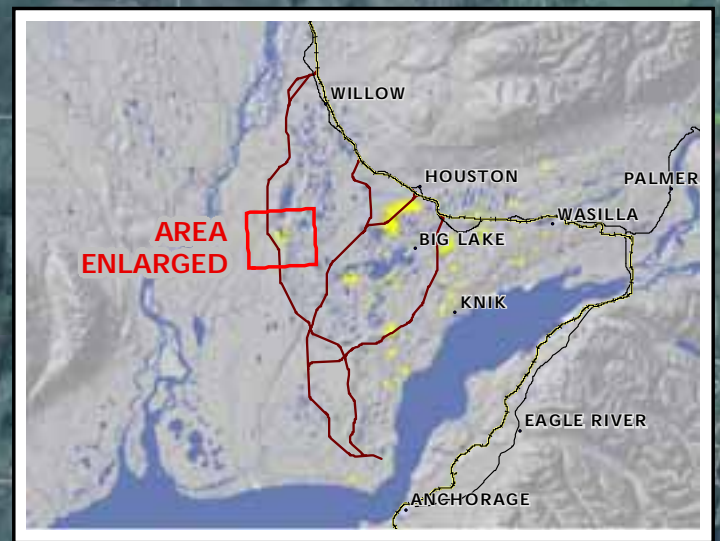 WILLOW
HOUSTON
PALMER
WASILLA
AREA
ENLARGED
BIG LAKE
KNIK
EAGLE RIVER
ANCHORAGE